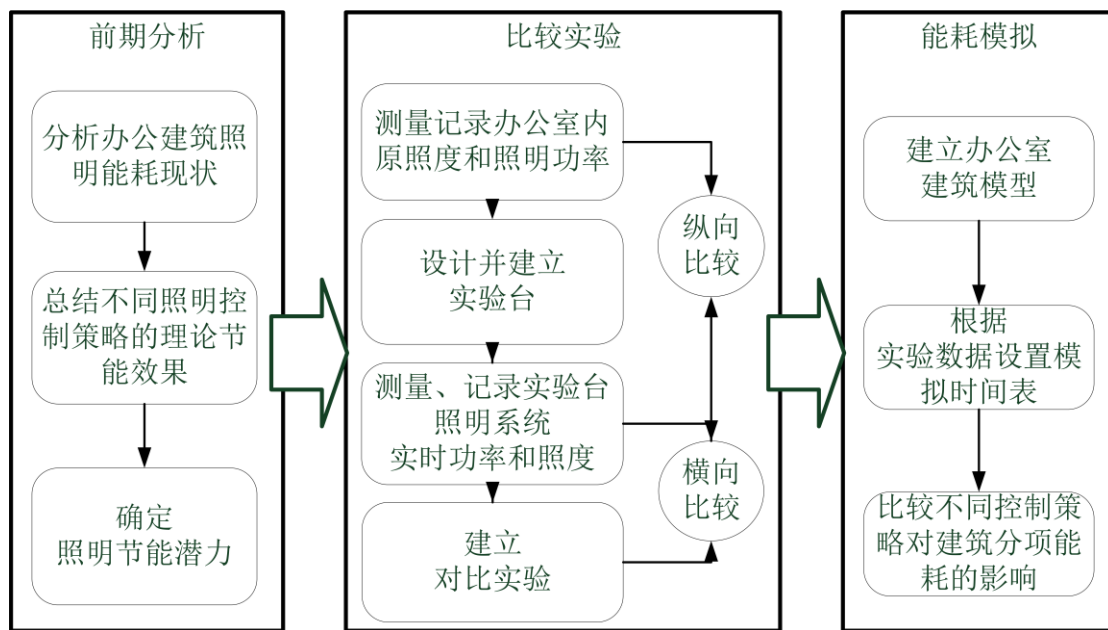 前期分析
分析办公建筑照
明能耗现状
总结不同照明控
制策略的理论节
能效果
确定
照明节能潜力
比较实验
测量记录办公室内
原照度和照明功率
设计并建立
实验台
测量、记录实验台
照明系统
实时功率和照度
建立
对比实验
纵向
比较
横向
比较
能耗模拟
建立办公室
建筑模型
根据
实验数据设置模
拟时间表
比较不同控制策
略对建筑分项能
耗的影响